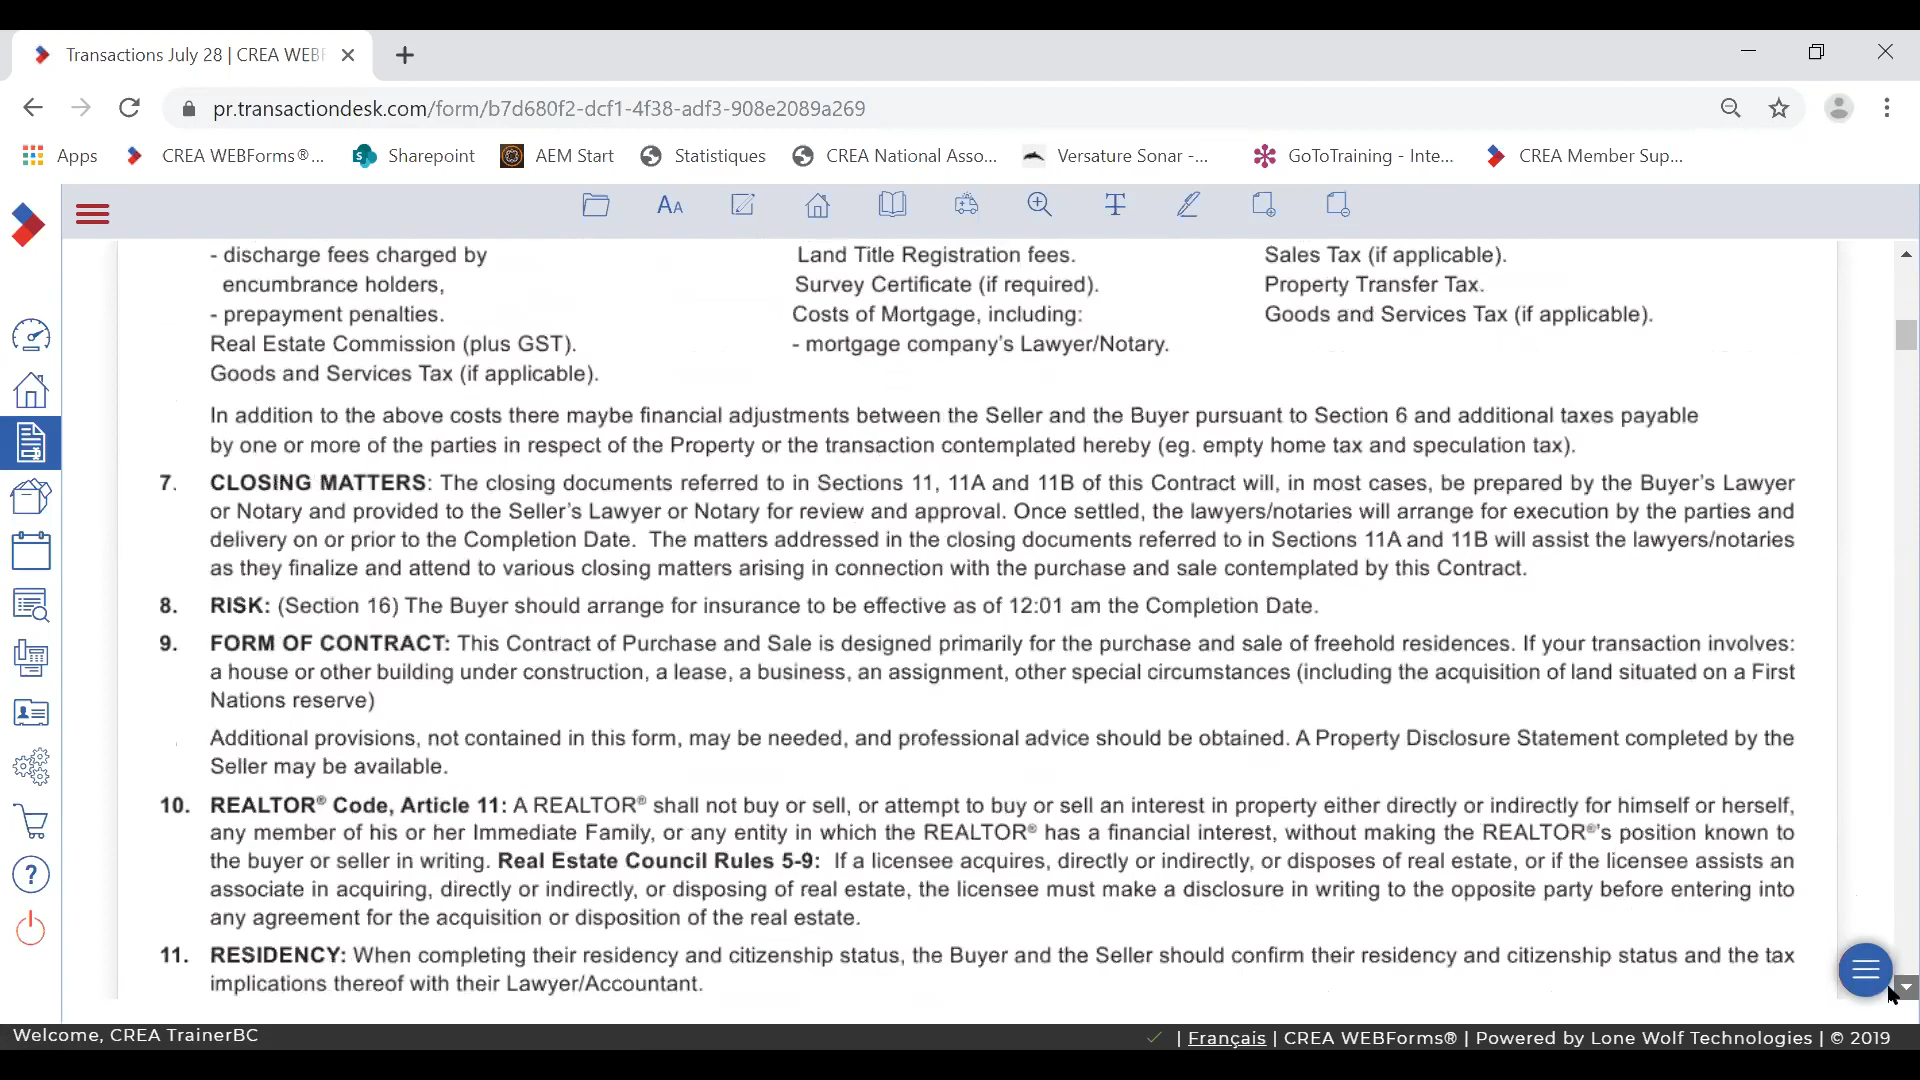 Transactions July 28 | CREA WEBF
pr.transactiondesk.com/form/b7d680f2-dcf1-4f38-adf3-908e2089a269
Apps CREA WEBForms®... Sharepoint AEM Start Statistiques CREA National Asso... Versature Sonar -... GoToTraining - Inte... CREA Member Sup...
- discharge fees charged by
encumbrance holders,
- prepayment penalties.
Real Estate Commission (plus GST).
Goods and Services Tax (if applicable).
Land Title Registration fees.
Survey Certificate (if required).
Costs of Mortgage, including:
- mortgage company's Lawyer/Notary.
Sales Tax (if applicable).
Property Transfer Tax.
Goods and Services Tax (if applicable).
In addition to the above costs there maybe financial adjustments between the Seller and the Buyer pursuant to Section 6 and additional taxes payable
by one or more of the parties in respect of the Property or the transaction contemplated hereby (eg. empty home tax and speculation tax).
7. CLOSING MATTERS: The closing documents referred to in Sections 11, 11A and 11B of this Contract will, in most cases, be prepared by the Buyer's Lawyer
or Notary and provided to the Seller's Lawyer or Notary for review and approval. Once settled, the lawyers/notaries will arrange for execution by the parties and
delivery on or prior to the Completion Date. The matters addressed in the closing documents referred to in Sections 11A and 11B will assist the lawyers/notaries
as they finalize and attend to various closing matters arising in connection with the purchase and sale contemplated by this Contract.
8. RISK: (Section 16) The Buyer should arrange for insurance to be effective as of 12:01 am the Completion Date.
9. FORM OF CONTRACT: This Contract of Purchase and Sale is designed primarily for the purchase and sale of freehold residences. If your transaction involves:
a house or other building under construction, a lease, a business, an assignment, other special circumstances (including the acquisition of land situated on a First
Nations reserve)
Additional provisions, not contained in this form, may be needed, and professional advice should be obtained. A Property Disclosure Statement completed by the
Seller may be available.
10. REALTOR® Code, Article 11: A REALTOR® shall not buy or sell, or attempt to buy or sell an interest in property either directly or indirectly for himself or herself,
any member of his or her Immediate Family, or any entity in which the REALTOR® has a financial interest, without making the REALTOR®'s position known to
the buyer or seller in writing. Real Estate Council Rules 5-9: If a licensee acquires, directly or indirectly, or disposes of real estate, or if the licensee assists an
associate in acquiring, directly or indirectly, or disposing of real estate, the licensee must make a disclosure in writing to the opposite party before entering into
any agreement for the acquisition or disposition of the real estate.
11. RESIDENCY: When completing their residency and citizenship status, the Buyer and the Seller should confirm their residency and citizenship status and the tax
implications thereof with their Lawyer/Accountant.
Welcome, CREA TrainerBC
| Français | CREA WEBForms® | Powered by Lone Wolf Technologies | © 2019